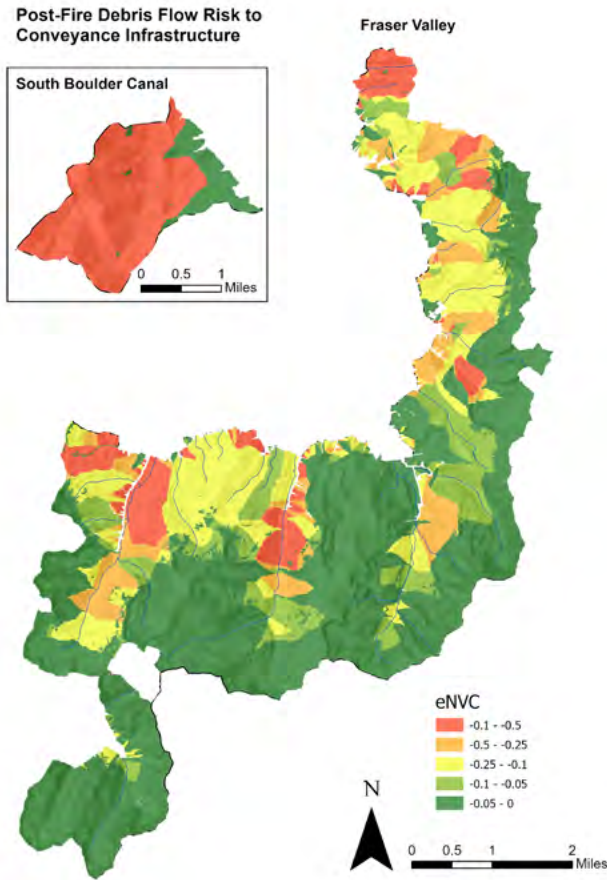 Post-Fire Debris Flow Risk to
Conveyance Infrastructure
South Boulder Canal
0 0.5 1
Miles
Fraser Valley
eNVC
-0.1 - -0.5
-0.5 - -0.25
-0.25 - -0.1
-0.1 - -0.05
-0.05 - 0
N
0 0.5 1 2
Miles